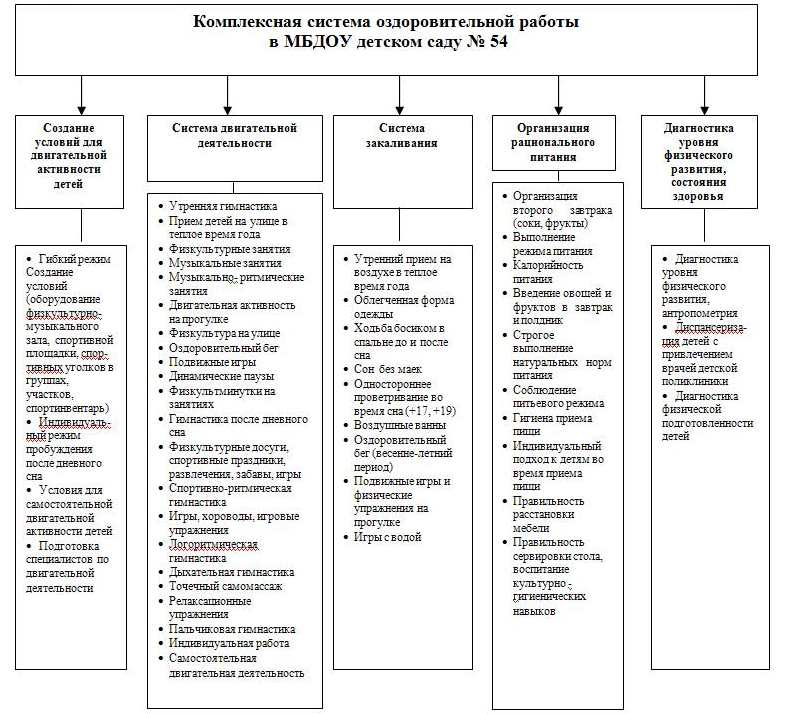 Комплексная система оздоровительной работы
в МБДОУ детском саду № 54
Создание
условий для
двигательной
активности
детей
Система двигательной
деятельности
Система
закаливания
Организация
рационального
питания
Диагностика
уровня
физического
развития,
состояния
здоровья
• Гибкий режим
Создание
условий
(оборудование
физкультурно-
музыкального
зала, спортивной
площадки, спор-
тивных уголков в
группах,
участков,
спортинвентарь)
• Индивидуаль-
ный режим
пробуждения
после дневного
сна
• Условия для
самостоятельной
двигательной
активности детей
• Подготовка
специалистов по
двигательной
деятельности
• Утренняя гимнастика
• Прием детей на улице в
теплое время года
• Физкультурные занятия
• Музыкальные занятия
• Музыкально- ритмические
занятия
• Двигательная активность
на прогулке
• Физкультура на улице
• Оздоровительный бег
• Подвижные игры
• Динамические паузы
• Физкультминутки на
занятиях
• Гимнастика после дневного
сна
• Физкультурные досуги,
спортивные праздники,
развлечения, забавы, игры
• Спортивно-ритмическая
гимнастика
• Игры, хороводы, игровые
упражнения
• Логоритмическая
гимнастика
• Дыхательная гимнастика
• Точечный самомассаж
• Релаксационные
упражнения
• Пальчиковая гимнастика
• Индивидуальная работа
• Самостоятельная
двигательная деятельность
• Утренний прием на
воздухе в теплое
время года
• Облегченная форма
одежды
• Ходьба босиком в
спальне до и после
сна
• Сон без маек
• Одностороннее
проветривание во
время сна (+17, +19)
• Воздушные ванны
• Оздоровительный
бег (весенне-летний
период)
• Подвижные игры и
физические
упражнения на
прогулке
• Игры с водой
• Организация
второго завтрака
(соки, фрукты)
• Выполнение
режима питания
• Калорийность
питания
• Введение овощей и
фруктов в завтрак
и полдник
• Строгое
выполнение
натуральных норм
питания
• Соблюдение
питьевого режима
• Гигиена приема
пищи
• Индивидуальный
подход к детям во
время приема
пищи
• Правильность
расстановки
мебели
• Правильность
сервировки стола,
воспитание
культурно -
гигиенических
навыков
• Диагностика
уровня
физического
развития,
антропометрия
• Диспансериза-
ция детей с
привлечением
врачей детской
поликлиники
• Диагностика
физической
подготовленности
детей